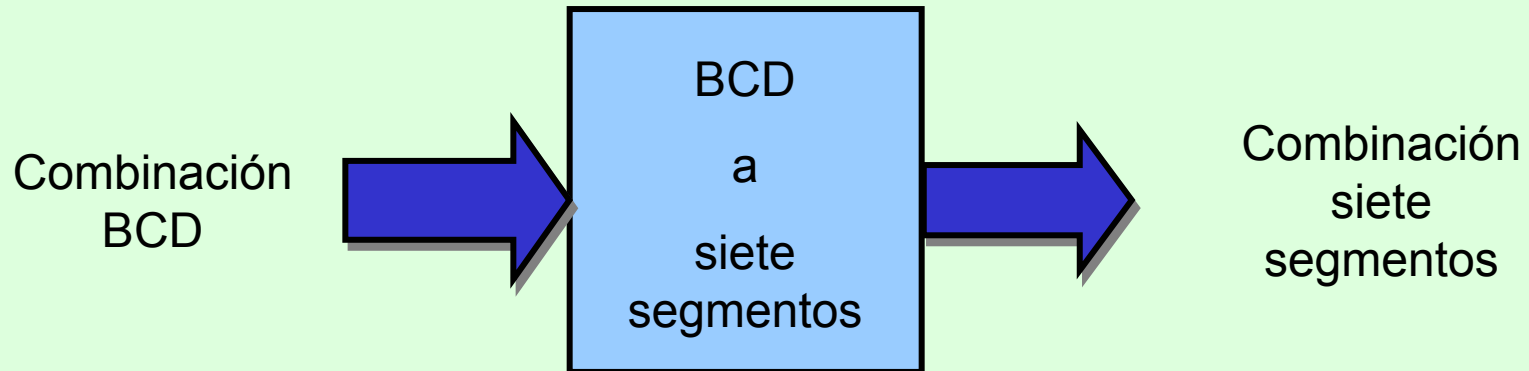 Combinación
BCD
BCD
a
siete
segmentos
Combinación
siete
segmentos